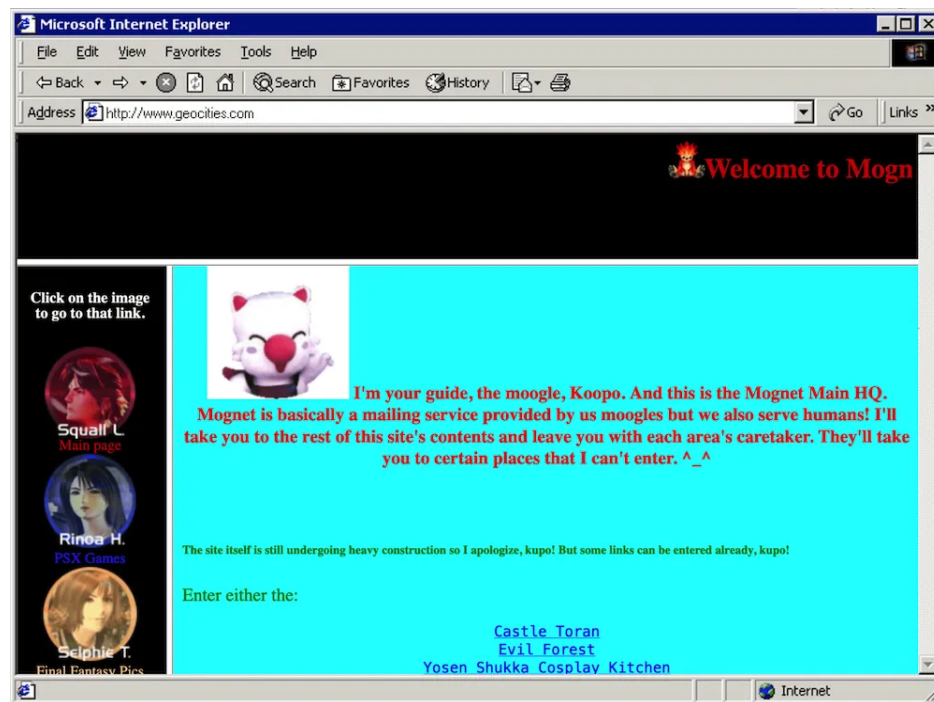 Microsoft Internet Explorer
File Edit View Favorites Tools Help
Back Search Favorites History
Address http://www.geocities.com Go Links »
Welcome to Mogn
Click on the image
to go to that link.
Squall L.
Main page
Rinoa H.
PSX Games
Selphie T.
Final Fantasy Pics
I'm your guide, the moogle, Koopo. And this is the Mognet Main HQ.
Mognet is basically a mailing service provided by us moogles but we also serve humans! I'll
take you to the rest of this site's contents and leave you with each area's caretaker. They'll take
you to certain places that I can't enter. ^_^
The site itself is still undergoing heavy construction so I apologize, kupo! But some links can be entered already, kupo!
Enter either the:
Castle Toran
Evil Forest
Yosen Shukka Cosplay Kitchen
Internet